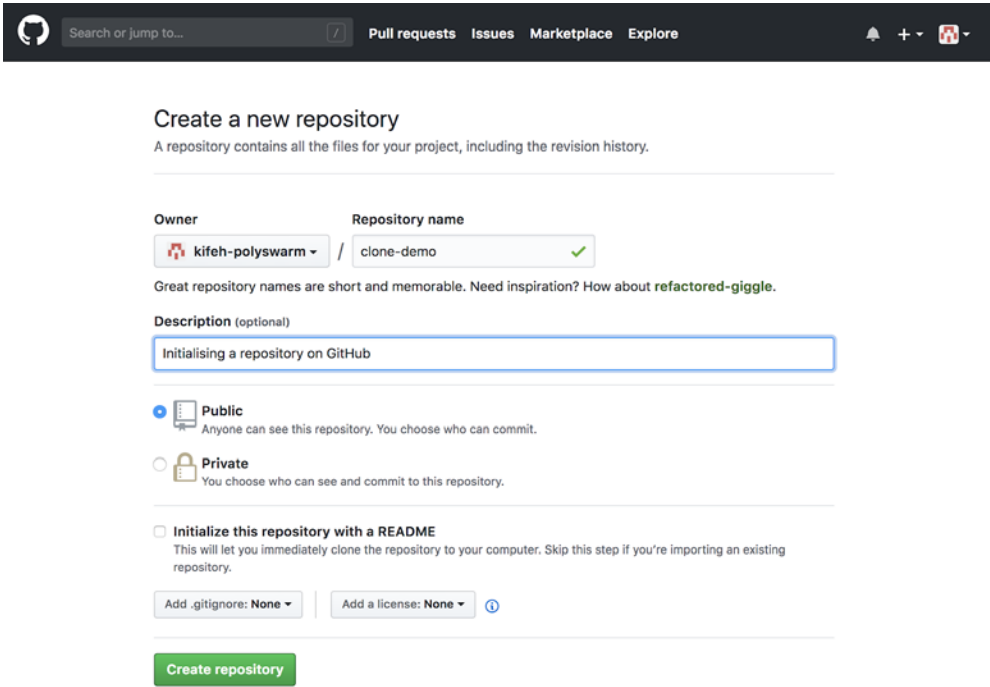 Search or jump to... / Pull requests Issues Marketplace Explore
Create a new repository
A repository contains all the files for your project, including the revision history.
Owner Repository name
kifeh-polyswarm / clone-demo
Great repository names are short and memorable. Need inspiration? How about refactored-giggle.
Description (optional)
Initialising a repository on GitHub
Public
Anyone can see this repository. You choose who can commit.
Private
You choose who can see and commit to this repository.
Initialize this repository with a README
This will let you immediately clone the repository to your computer. Skip this step if you're importing an existing
repository.
Add .gitignore: None Add a license: None
Create repository